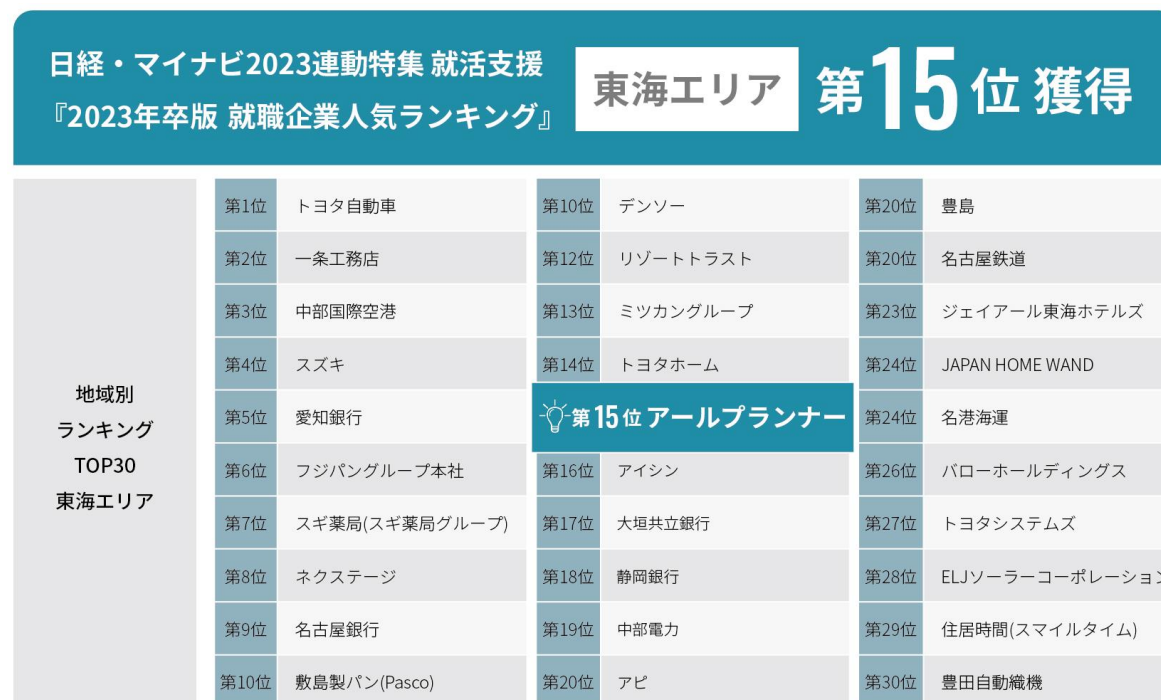 日経・マイナビ2023連動特集 就活支援
『2023年卒版 就職企業人気ランキング』
東海エリア
第15位 獲得
地域別
ランキング
TOP30
東海エリア
第1位 トヨタ自動車
第2位 一条工務店
第3位 中部国際空港
第4位 スズキ
第5位 愛知銀行
第6位 フジパングループ本社
第7位 スギ薬局(スギ薬局グループ)
第8位 ネクステージ
第9位 名古屋銀行
第10位 敷島製パン(Pasco)
第10位 デンソー
第12位 リゾートトラスト
第13位 ミツカングループ
第14位 トヨタホーム
第15位 アールプランナー
第16位 アイシン
第17位 大垣共立銀行
第18位 静岡銀行
第19位 中部電力
第20位 アピ
第20位 豊島
第20位 名古屋鉄道
第23位 ジェイアール東海ホテルズ
第24位 JAPAN HOME WAND
第24位 名港海運
第26位 バローホールディングス
第27位 トヨタシステムズ
第28位 ELJソーラーコーポレーション
第29位 住居時間(スマイルタイム)
第30位 豊田自動織機